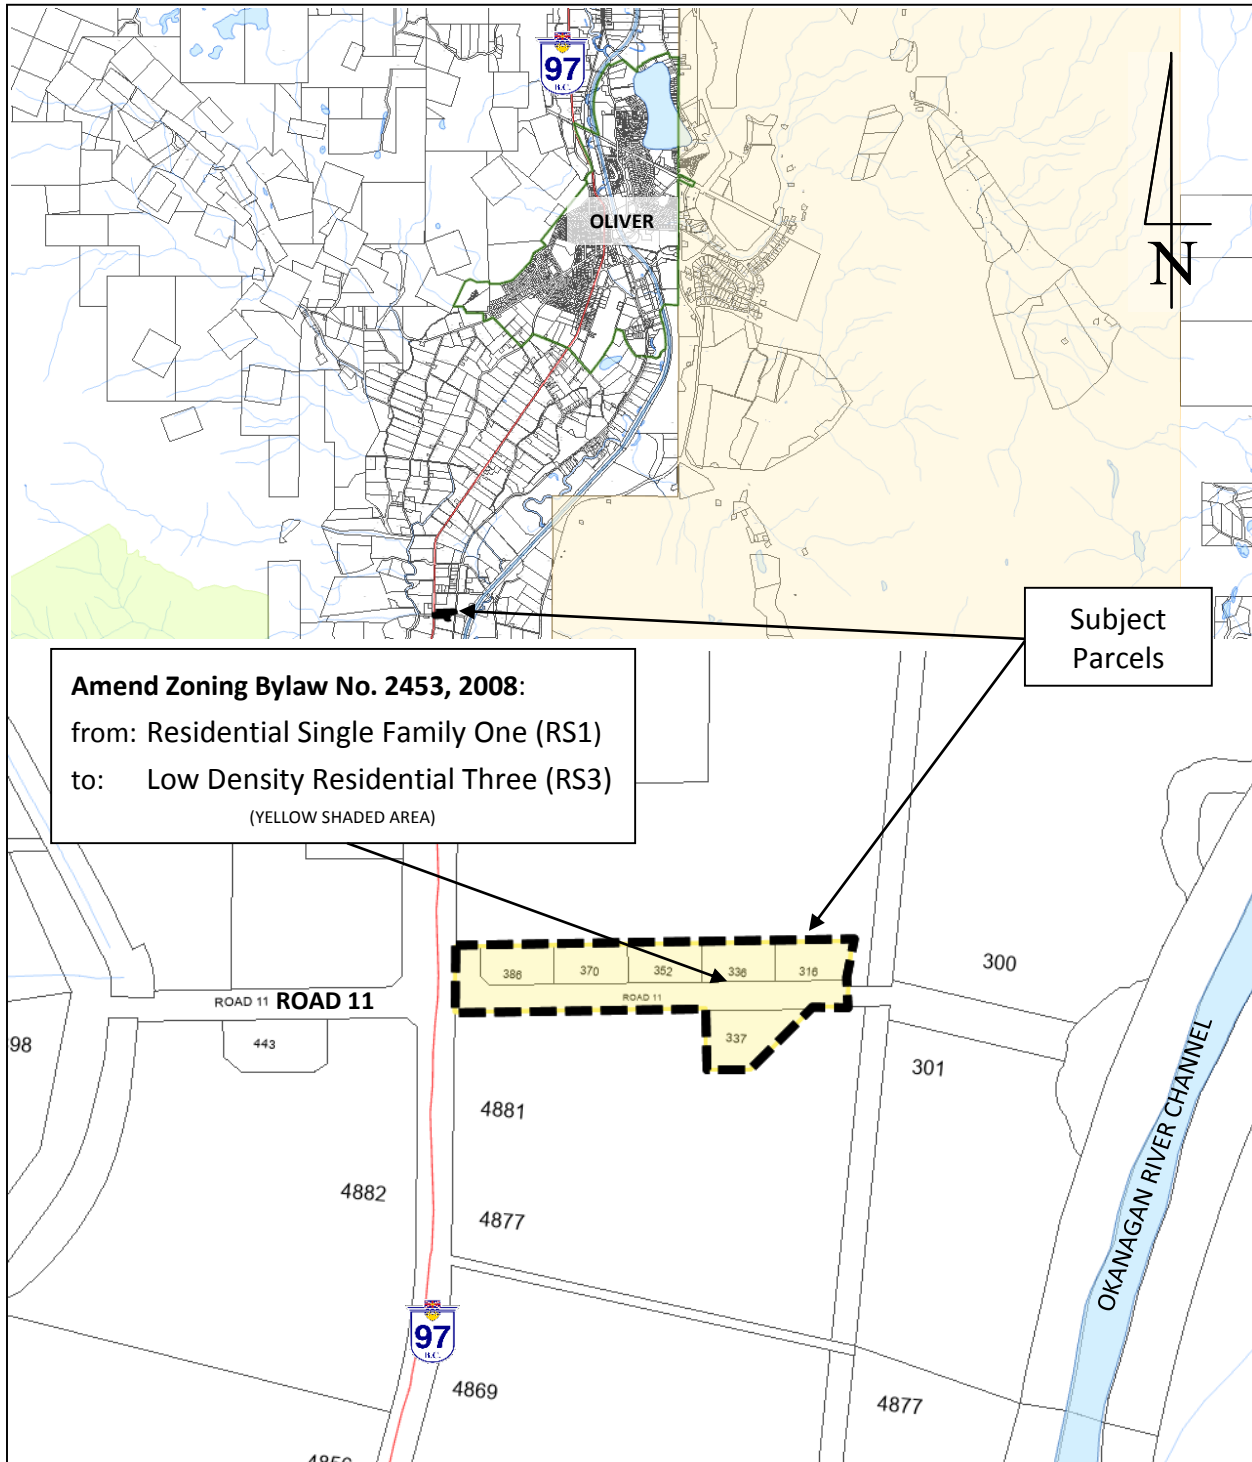 97
B.C.
OLIVER
N
Subject
Parcels
Amend Zoning Bylaw No. 2453, 2008:
from: Residential Single Family One (RS1)
to: Low Density Residential Three (RS3)
(YELLOW SHADED AREA)
386
370
352
336
316
300
ROAD 11
ROAD 11
ROAD 11
98
443
337
301
4881
4882
4877
OKANAGAN RIVER CHANNEL
97
B.C.
4869
4877